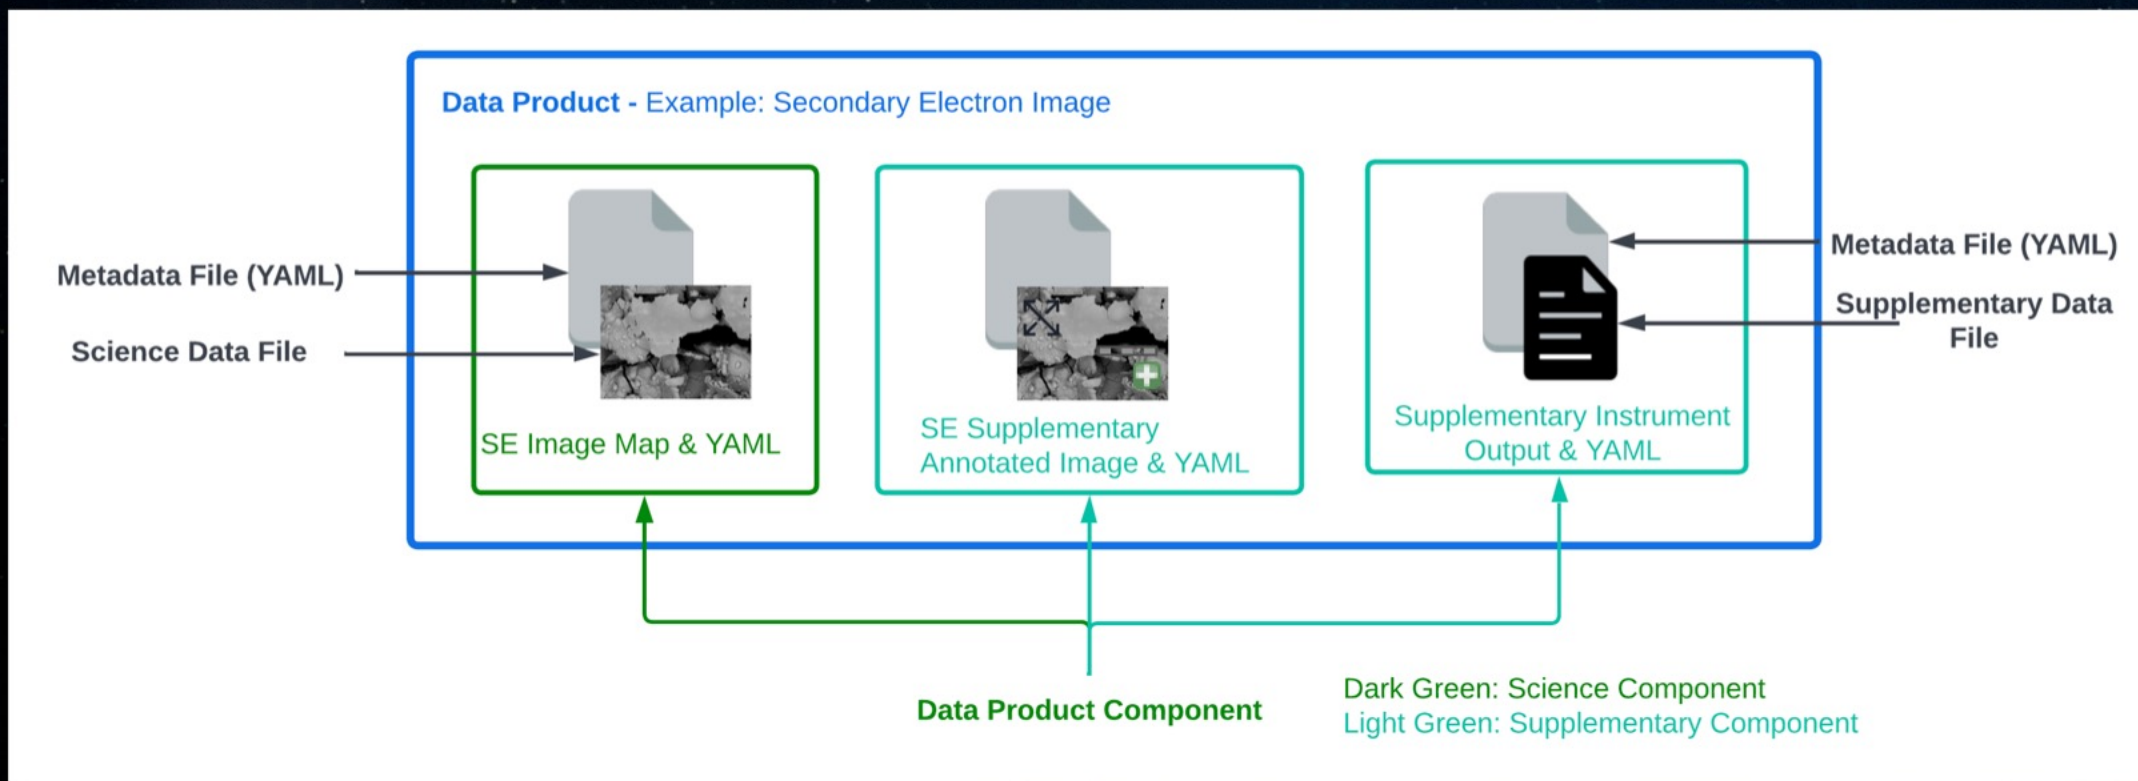 Data Product - Example: Secondary Electron Image
Metadata File (YAML)
Science Data File
SE Image Map & YAML
SE Supplementary
Annotated Image & YAML
Supplementary Instrument
Output & YAML
Metadata File (YAML)
Supplementary Data
File
Data Product Component
Dark Green: Science Component
Light Green: Supplementary Component